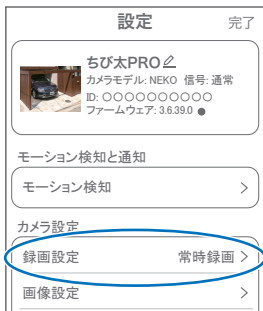 設定 完了
ちび太PRO
カメラモデル: NEKO 信号: 通常
ID: ○○○○○○○○○○
ファームウェア: 3.6.39.0 ●
モーション検知と通知
モーション検知 >
カメラ設定
録画設定 常時録画 >
画像設定 >